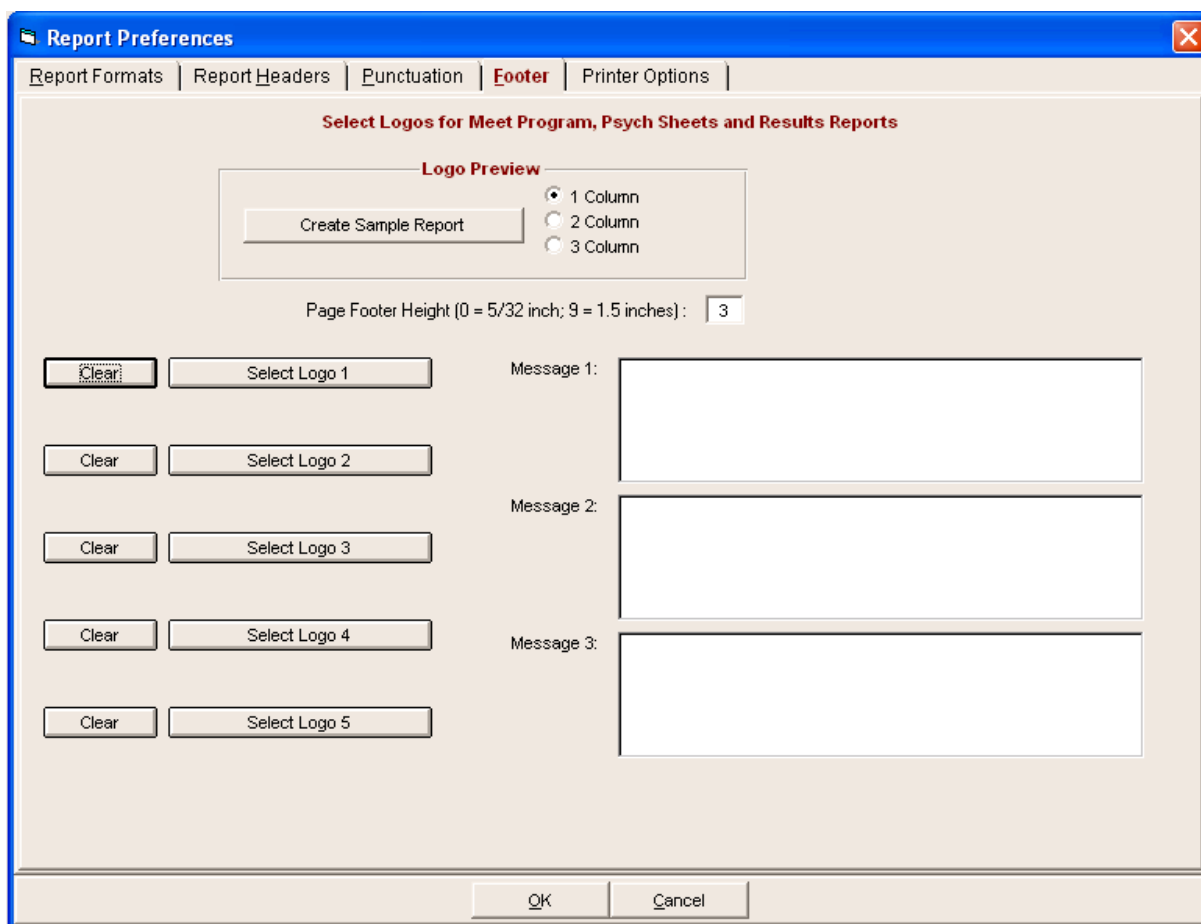 Report Preferences
Report Formats Report Headers Punctuation Footer Printer Options
Select Logos for Meet Program, Psych Sheets and Results Reports
Logo Preview
1 Column
Create Sample Report
2 Column
3 Column
Page Footer Height (0 = 5/32 inch; 9 = 1.5 inches) : 3
Clear Select Logo 1 Message 1:
Clear Select Logo 2
Message 2:
Clear Select Logo 3
Clear Select Logo 4 Message 3:
Clear Select Logo 5
OK Cancel